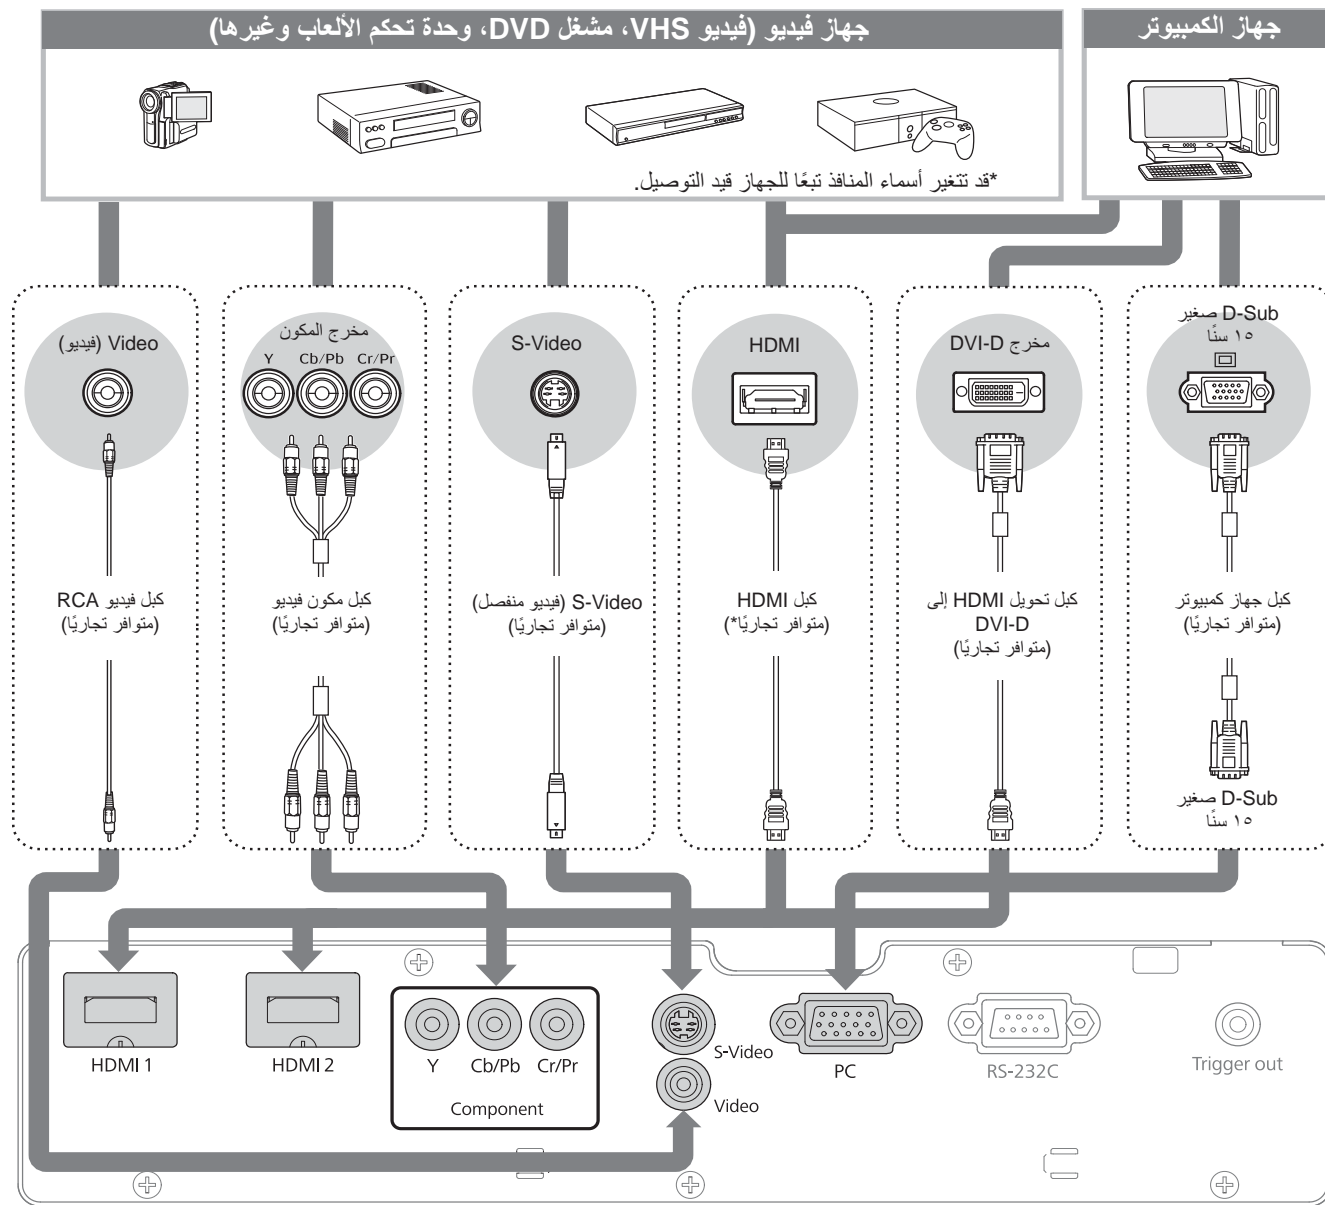 جهاز الكمبيوتر
جهاز فيديو (فيديو VHS، مشغل DVD، وحدة تحكم الألعاب وغيرها)
*قد تتغير أسماء المنافذ تبعًا للجهاز قيد التوصيل.
D-Sub صغير
١٥ سنًا
مخرج DVI-D
HDMI
S-Video
مخرج المكون
Y Cb/Pb Cr/Pr
Video (فيديو)
كبل جهاز كمبيوتر
(متوافر تجاريًا)
كبل تحويل HDMI إلى
DVI-D
(متوافر تجاريًا)
كبل HDMI
(متوافر تجاريًا*)
S-Video (فيديو منفصل)
(متوافر تجاريًا)
كبل مكون فيديو
(متوافر تجاريًا)
كبل فيديو RCA
(متوافر تجاريًا)
D-Sub صغير
١٥ سنًا
HDMI 1
HDMI 2
Y Cb/Pb Cr/Pr
Component
S-Video
Video
PC
RS-232C
Trigger out